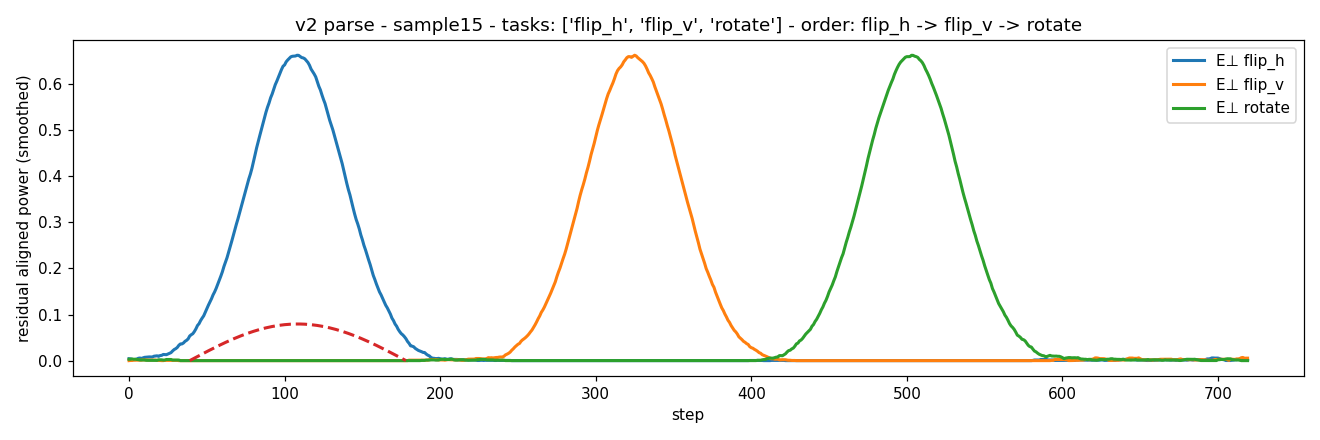 v2 parse - sample15 - tasks: ['flip_h', 'flip_v', 'rotate'] - order: flip_h -> flip_v -> rotate
residual aligned power (smoothed)
0.6
0.5
0.4
0.3
0.2
0.1
0.0
E⊥ flip_h
E⊥ flip_v
E⊥ rotate
0 100 200 300 400 500 600 700
step